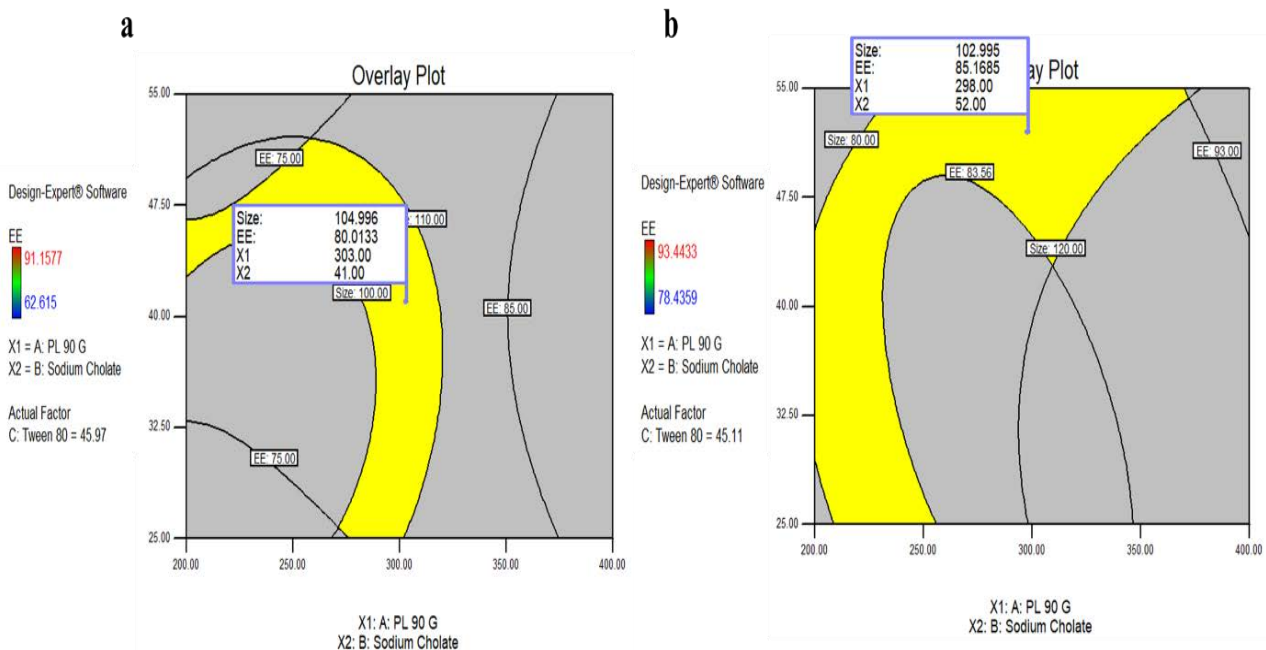 a
Overlay Plot
Design-Expert® Software
EE
91.1577
62.615
X1 = A: PL 90 G
X2 = B: Sodium Cholate
Actual Factor
C: Tween 80 = 45.97
55.00
47.50
40.00
32.50
25.00
EE: 75.00
Size: 104.996
EE: 80.0133
X1 303.00
X2 41.00
110.00
Size: 100.00
EE: 85.00
EE: 75.00
200.00 250.00 300.00 350.00 400.00
X1: A: PL 90 G
X2: B: Sodium Cholate
b
ay Plot
Size: 102.995
EE: 85.1685
X1 298.00
X2 52.00
Design-Expert® Software
EE
93.4433
78.4359
X1 = A: PL 90 G
X2 = B: Sodium Cholate
Actual Factor
C: Tween 80 = 45.11
55.00
47.50
40.00
32.50
25.00
Size: 80.00
EE: 93.00
EE: 83.56
Size: 120.00
200.00 250.00 300.00 350.00 400.00
X1: A: PL 90 G
X2: B: Sodium Cholate